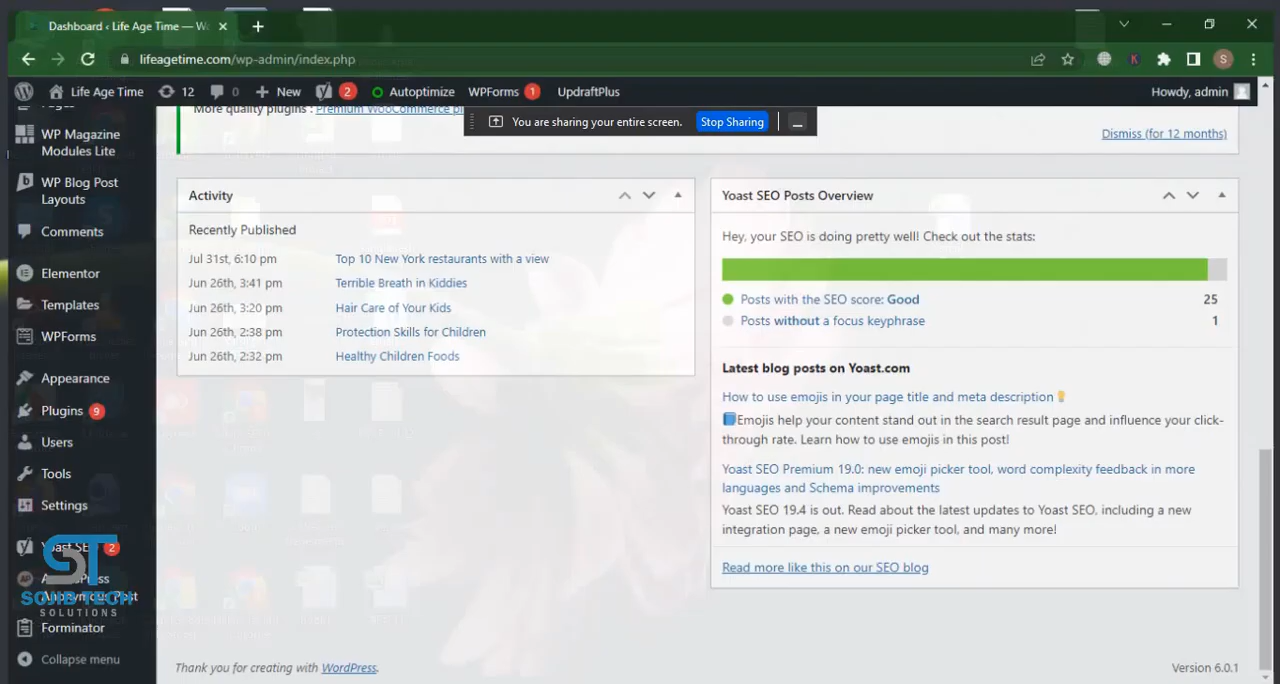 Dashboard ‹ Life Age Time — Wo
lifeagetime.com/wp-admin/index.php
S
Life Age Time 12 0 New 2 Autoptimize WPForms 1 UpdraftPlus Howdy, admin
Pages
More quality plugins : Premium WooCommerce pl
You are sharing your entire screen. Stop Sharing
Dismiss (for 12 months)
WP Magazine
Modules Lite
WP Blog Post
Layouts
Comments
Elementor
Templates
WPForms
Appearance
Plugins 9
Users
Tools
Settings
Yoast SEO 2
Anonymous Post
ST
SOJIB TECH
SOLUTIONS
Forminator
Collapse menu
Activity
Recently Published
Jul 31st, 6:10 pm Top 10 New York restaurants with a view
Jun 26th, 3:41 pm Terrible Breath in Kiddies
Jun 26th, 3:20 pm Hair Care of Your Kids
Jun 26th, 2:38 pm Protection Skills for Children
Jun 26th, 2:32 pm Healthy Children Foods
Yoast SEO Posts Overview
Hey, your SEO is doing pretty well! Check out the stats:
Posts with the SEO score: Good 25
Posts without a focus keyphrase 1
Latest blog posts on Yoast.com
How to use emojis in your page title and meta description💡
📘Emojis help your content stand out in the search result page and influence your click-
through rate. Learn how to use emojis in this post!
Yoast SEO Premium 19.0: new emoji picker tool, word complexity feedback in more
languages and Schema improvements
Yoast SEO 19.4 is out. Read about the latest updates to Yoast SEO, including a new
integration page, a new emoji picker tool, and many more!
Read more like this on our SEO blog
Thank you for creating with WordPress.
Version 6.0.1